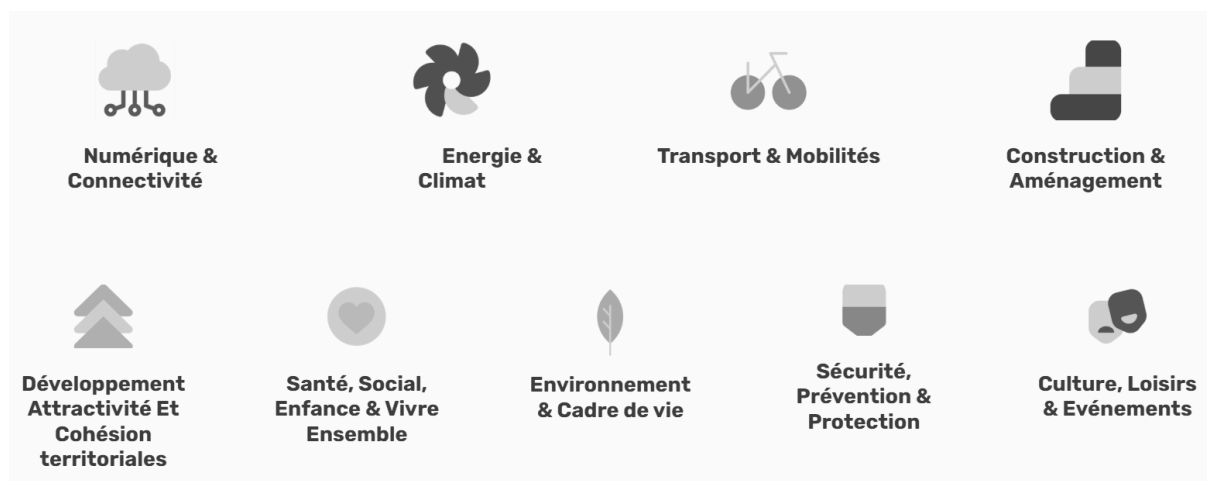 Numérique &
Connectivité
Energie &
Climat
Transport & Mobilités
Construction &
Aménagement
Développement
Attractivité Et
Cohésion
territoriales
Santé, Social,
Enfance & Vivre
Ensemble
Environnement
& Cadre de vie
Sécurité,
Prévention &
Protection
Culture, Loisirs
& Evénements